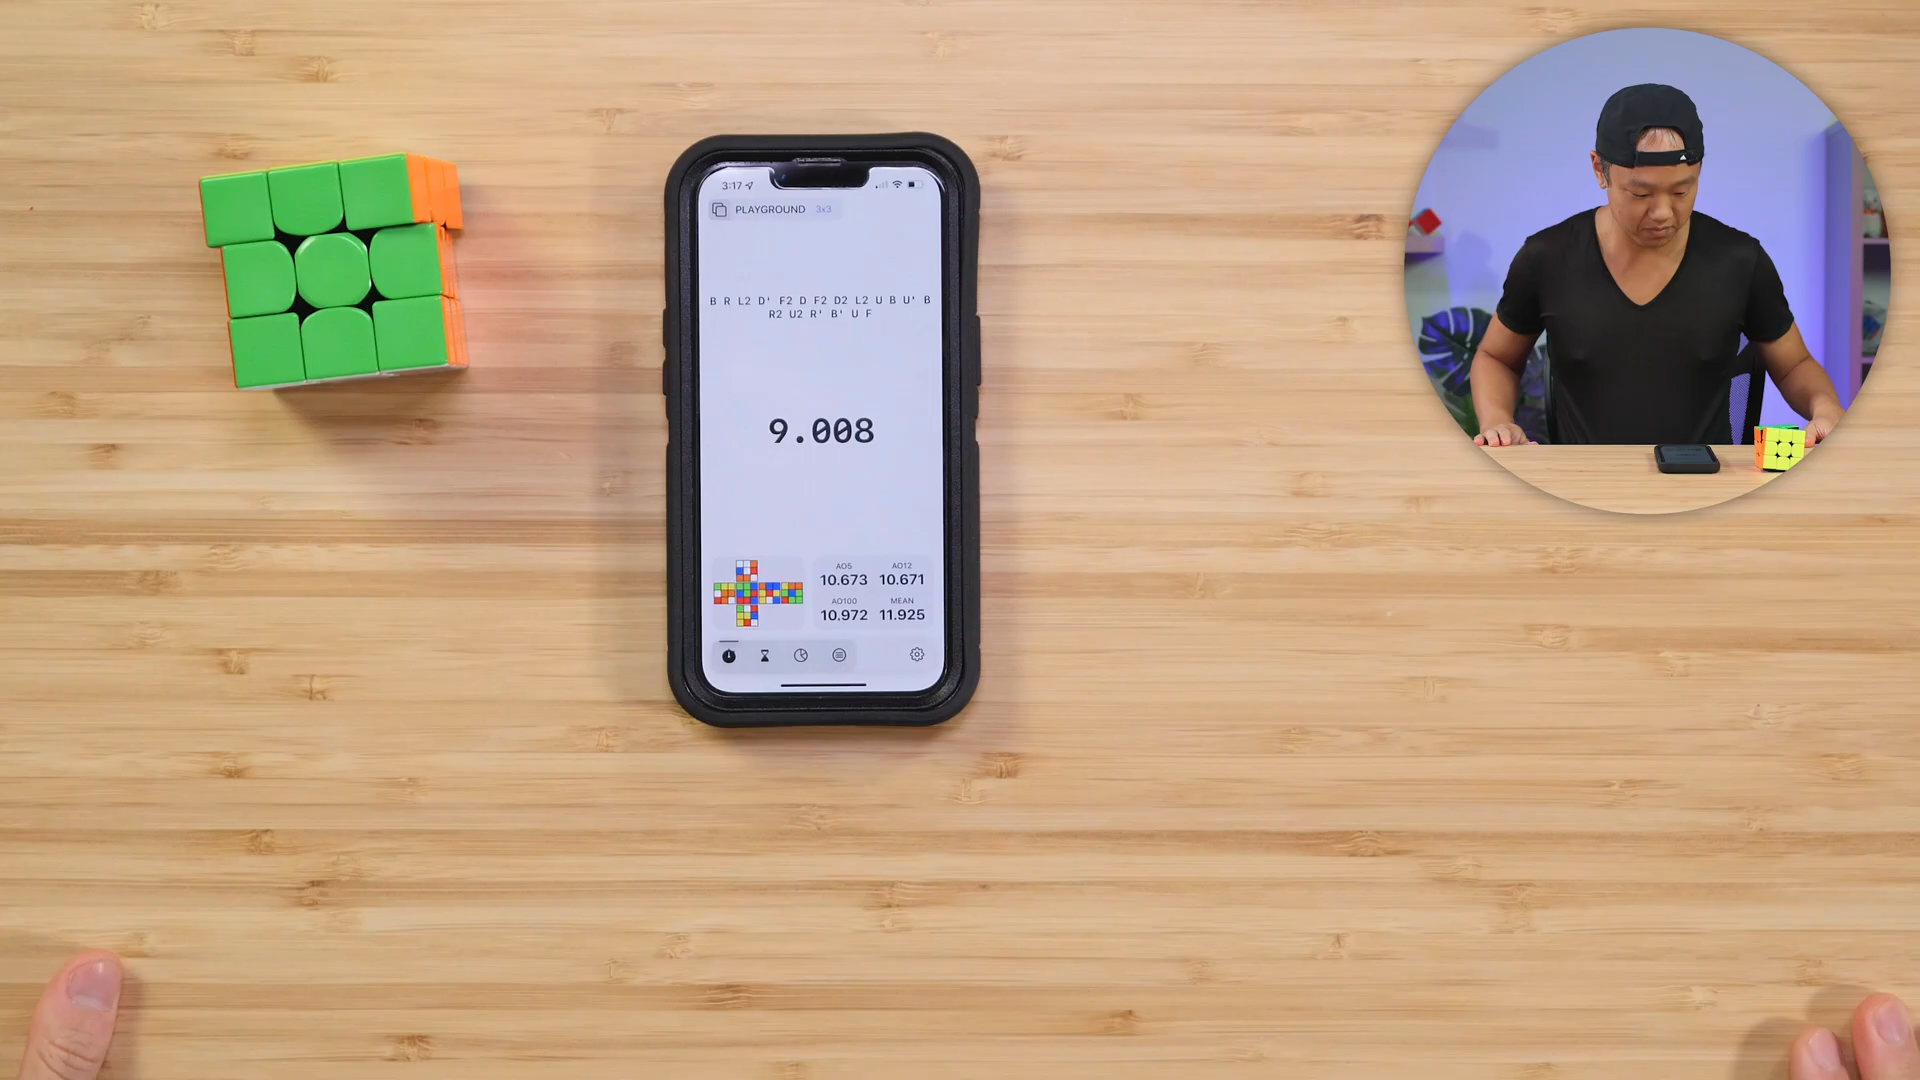 3:17
PLAYGROUND 3x3
B R L2 D' F2 D F2 D2 L2 U B U' B
R2 U2 R' B' U F
9.008
AO5 AO12
10.673 10.671
AO100 MEAN
10.972 11.925